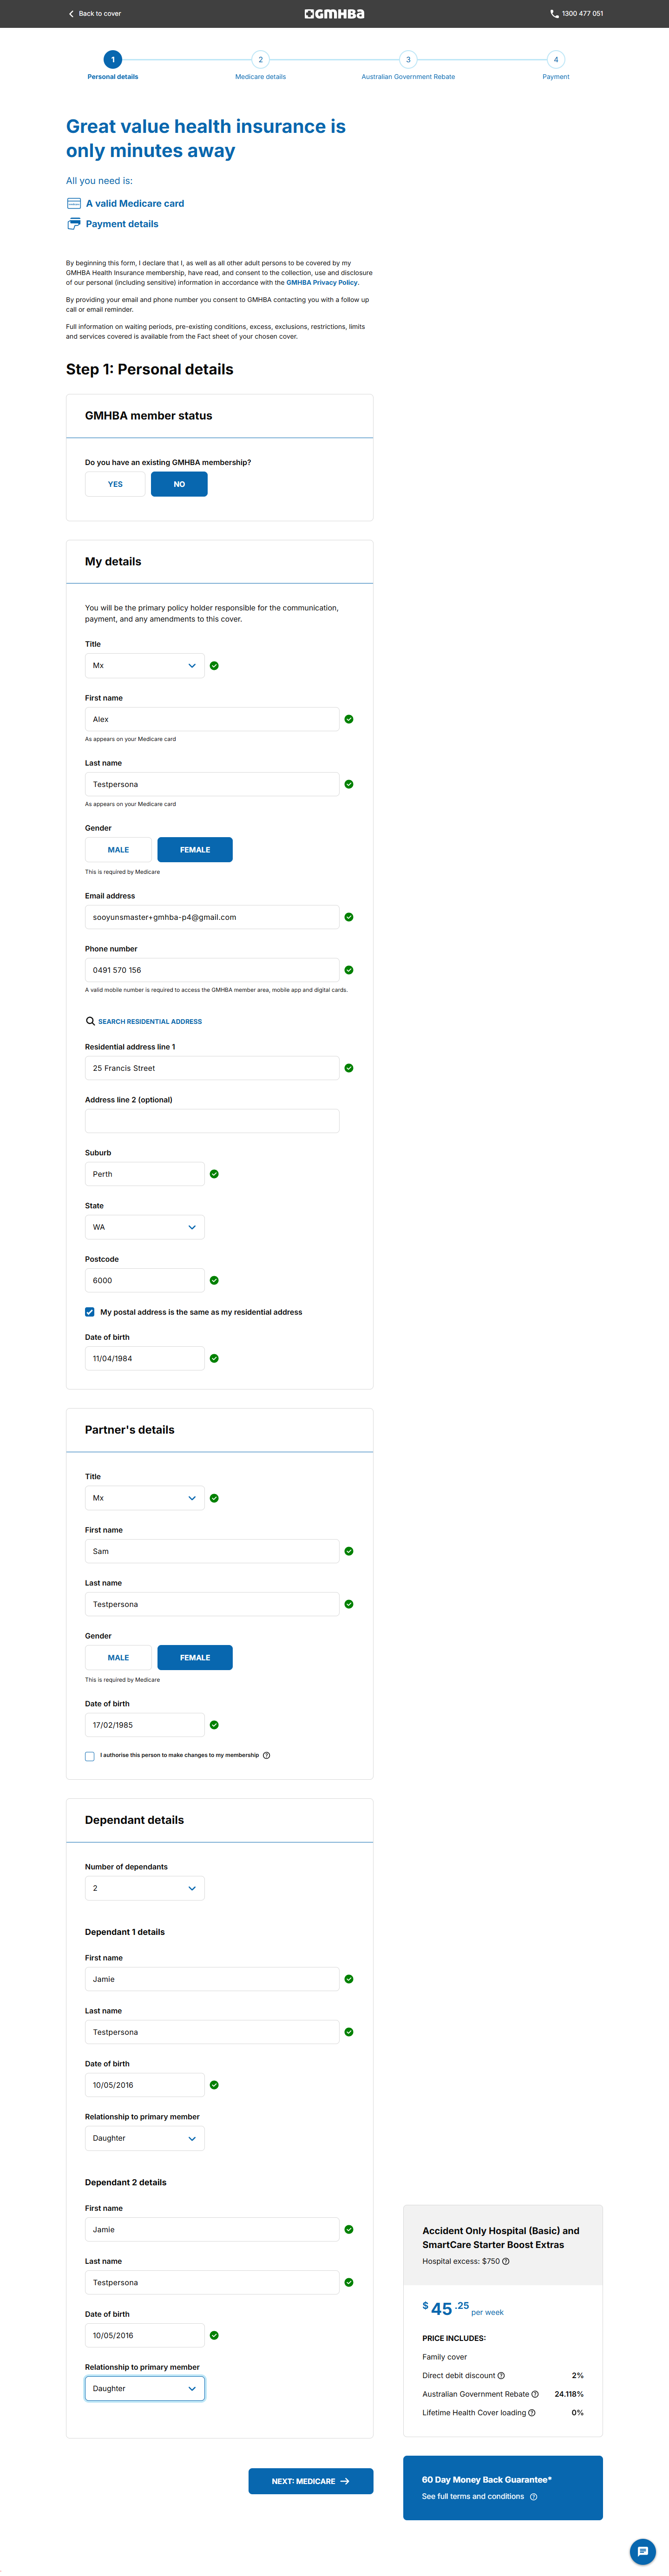 Back to cover
GMHBA
1300 477 051
1
2
3
4
Personal details
Medicare details
Australian Government Rebate
Payment
Great value health insurance is
only minutes away
All you need is:
A valid Medicare card
Payment details
By beginning this form, I declare that I, as well as all other adult persons to be covered by my
GMHBA Health Insurance membership, have read, and consent to the collection, use and disclosure
of our personal (including sensitive) information in accordance with the GMHBA Privacy Policy.
By providing your email and phone number you consent to GMHBA contacting you with a follow up
call or email reminder.
Full information on waiting periods, pre-existing conditions, excess, exclusions, restrictions, limits
and services covered is available from the Fact sheet of your chosen cover.
Step 1: Personal details
GMHBA member status
Do you have an existing GMHBA membership?
YES
NO
My details
You will be the primary policy holder responsible for the communication,
payment, and any amendments to this cover.
Title
Mx
First name
Alex
As appears on your Medicare card
Last name
Testpersona
As appears on your Medicare card
Gender
MALE
FEMALE
This is required by Medicare
Email address
sooyunsmaster+gmhba-p4@gmail.com
Phone number
0491 570 156
A valid mobile number is required to access the GMHBA member area, mobile app and digital cards.
SEARCH RESIDENTIAL ADDRESS
Residential address line 1
25 Francis Street
Address line 2 (optional)
Suburb
Perth
State
WA
Postcode
6000
My postal address is the same as my residential address
Date of birth
11/04/1984
Partner's details
Title
Mx
First name
Sam
Last name
Testpersona
Gender
MALE
FEMALE
This is required by Medicare
Date of birth
17/02/1985
I authorise this person to make changes to my membership
Dependant details
Number of dependants
2
Dependant 1 details
First name
Jamie
Last name
Testpersona
Date of birth
10/05/2016
Relationship to primary member
Daughter
Dependant 2 details
First name
Jamie
Last name
Testpersona
Date of birth
10/05/2016
Relationship to primary member
Daughter
NEXT: MEDICARE
Accident Only Hospital (Basic) and
SmartCare Starter Boost Extras
Hospital excess: $750
$ 45 .25 per week
PRICE INCLUDES:
Family cover
Direct debit discount 2%
Australian Government Rebate 24.118%
Lifetime Health Cover loading 0%
60 Day Money Back Guarantee*
See full terms and conditions